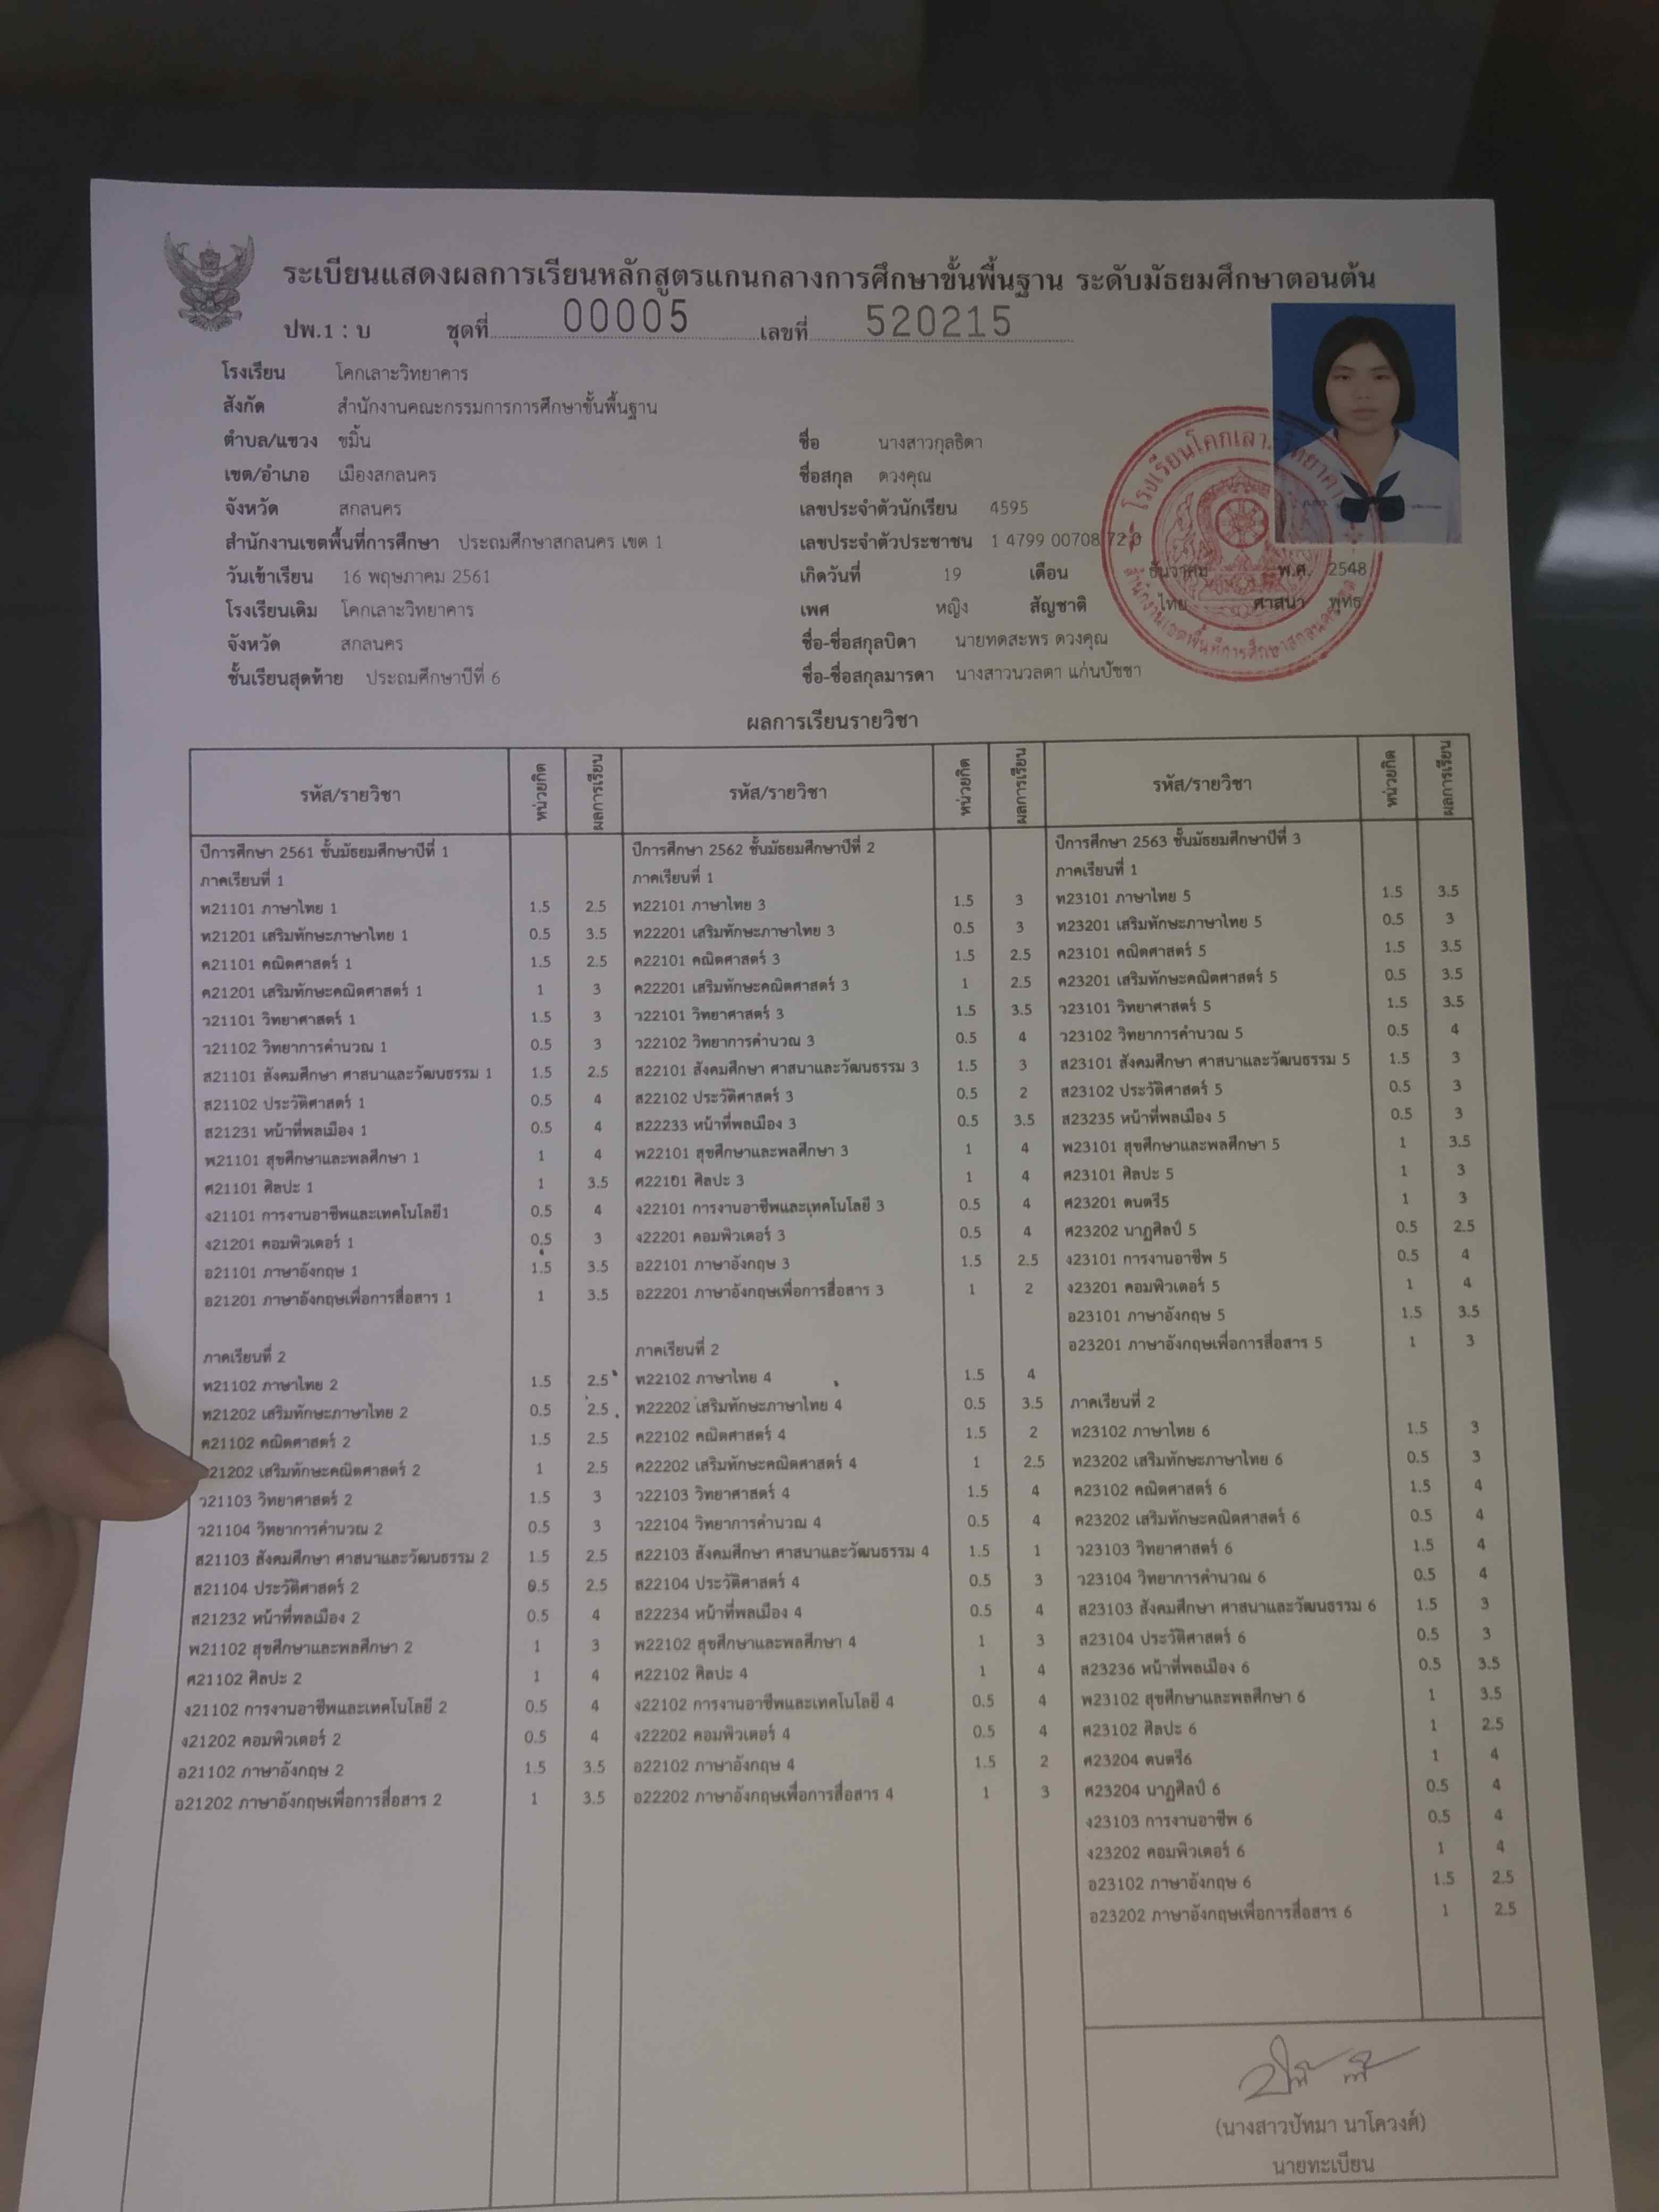 ระเบียนแสดงผลการเรียนหลักสูตรแกนกลางการศึกษาขั้นพื้นฐาน ระดับมัธยมศึกษาตอนต้น
ปพ.1 : บ ชุดที่ 00005 เลขที่ 520215
โรงเรียน โคกเลาะวิทยาคาร
สังกัด สำนักงานคณะกรรมการการศึกษาขั้นพื้นฐาน
ตำบล/แขวง ขมิ้น
เขต/อำเภอ เมืองสกลนคร
จังหวัด สกลนคร
สำนักงานเขตพื้นที่การศึกษา ประถมศึกษาสกลนคร เขต 1
วันเข้าเรียน 16 พฤษภาคม 2561
โรงเรียนเดิม โคกเลาะวิทยาคาร
จังหวัด สกลนคร
ชั้นเรียนสุดท้าย ประถมศึกษาปีที่ 6
ชื่อ นางสาวกุลธิดา
ชื่อสกุล ดวงคุณ
เลขประจำตัวนักเรียน 4595
เลขประจำตัวประชาชน 1 4799 00708 72 0
เกิดวันที่ 19 เดือน ธันวาคม พ.ศ. 2548
เพศ หญิง สัญชาติ ไทย ศาสนา พุทธ
ชื่อ-ชื่อสกุลบิดา นายทดสะพร ดวงคุณ
ชื่อ-ชื่อสกุลมารดา นางสาวนวลตา แก่นบัชชา
ผลการเรียนรายวิชา
รหัส/รายวิชา หน่วยกิต ผลการเรียน
ปีการศึกษา 2561 ชั้นมัธยมศึกษาปีที่ 1
ภาคเรียนที่ 1
ท21101 ภาษาไทย 1 1.5 2.5
ท21201 เสริมทักษะภาษาไทย 1 0.5 3.5
ค21101 คณิตศาสตร์ 1 1.5 2.5
ค21201 เสริมทักษะคณิตศาสตร์ 1 1 3
ว21101 วิทยาศาสตร์ 1 1.5 3
ว21102 วิทยาการคำนวณ 1 0.5 3
ส21101 สังคมศึกษา ศาสนาและวัฒนธรรม 1 1.5 2.5
ส21102 ประวัติศาสตร์ 1 0.5 4
ส21231 หน้าที่พลเมือง 1 0.5 4
พ21101 สุขศึกษาและพลศึกษา 1 1 4
ศ21101 ศิลปะ 1 1 3.5
ง21101 การงานอาชีพและเทคโนโลยี1 0.5 4
ง21201 คอมพิวเตอร์ 1 0.5 3
อ21101 ภาษาอังกฤษ 1 1.5 3.5
อ21201 ภาษาอังกฤษเพื่อการสื่อสาร 1 1 3.5
ภาคเรียนที่ 2
ท21102 ภาษาไทย 2 1.5 2.5
ท21202 เสริมทักษะภาษาไทย 2 0.5 2.5
ค21102 คณิตศาสตร์ 2 1.5 2.5
21202 เสริมทักษะคณิตศาสตร์ 2 1 2.5
ว21103 วิทยาศาสตร์ 2 1.5 3
ว21104 วิทยาการคำนวณ 2 0.5 3
ส21103 สังคมศึกษา ศาสนาและวัฒนธรรม 2 1.5 2.5
ส21104 ประวัติศาสตร์ 2 0.5 2.5
ส21232 หน้าที่พลเมือง 2 0.5 4
พ21102 สุขศึกษาและพลศึกษา 2 1 3
ศ21102 ศิลปะ 2 1 4
ง21102 การงานอาชีพและเทคโนโลยี 2 0.5 4
ง21202 คอมพิวเตอร์ 2 0.5 4
อ21102 ภาษาอังกฤษ 2 1.5 3.5
อ21202 ภาษาอังกฤษเพื่อการสื่อสาร 2 1 3.5
รหัส/รายวิชา หน่วยกิต ผลการเรียน
ปีการศึกษา 2562 ชั้นมัธยมศึกษาปีที่ 2
ภาคเรียนที่ 1
ท22101 ภาษาไทย 3 1.5 3
ท22201 เสริมทักษะภาษาไทย 3 0.5 3
ค22101 คณิตศาสตร์ 3 1.5 2.5
ค22201 เสริมทักษะคณิตศาสตร์ 3 1 2.5
ว22101 วิทยาศาสตร์ 3 1.5 3.5
ว22102 วิทยาการคำนวณ 3 0.5 4
ส22101 สังคมศึกษา ศาสนาและวัฒนธรรม 3 1.5 3
ส22102 ประวัติศาสตร์ 3 0.5 2
ส22233 หน้าที่พลเมือง 3 0.5 3.5
พ22101 สุขศึกษาและพลศึกษา 3 1 4
ศ22101 ศิลปะ 3 1 4
ง22101 การงานอาชีพและเทคโนโลยี 3 0.5 4
ง22201 คอมพิวเตอร์ 3 0.5 4
อ22101 ภาษาอังกฤษ 3 1.5 2.5
อ22201 ภาษาอังกฤษเพื่อการสื่อสาร 3 1 2
ภาคเรียนที่ 2
ท22102 ภาษาไทย 4 1.5 4
ท22202 เสริมทักษะภาษาไทย 4 0.5 3.5
ค22102 คณิตศาสตร์ 4 1.5 2
ค22202 เสริมทักษะคณิตศาสตร์ 4 1 2.5
ว22103 วิทยาศาสตร์ 4 1.5 4
ว22104 วิทยาการคำนวณ 4 0.5 4
ส22103 สังคมศึกษา ศาสนาและวัฒนธรรม 4 1.5 1
ส22104 ประวัติศาสตร์ 4 0.5 3
ส22234 หน้าที่พลเมือง 4 0.5 4
พ22102 สุขศึกษาและพลศึกษา 4 1 3
ศ22102 ศิลปะ 4 1 4
ง22102 การงานอาชีพและเทคโนโลยี 4 0.5 4
ง22202 คอมพิวเตอร์ 4 0.5 4
อ22102 ภาษาอังกฤษ 4 1.5 2
อ22202 ภาษาอังกฤษเพื่อการสื่อสาร 4 1 3
รหัส/รายวิชา หน่วยกิต ผลการเรียน
ปีการศึกษา 2563 ชั้นมัธยมศึกษาปีที่ 3
ภาคเรียนที่ 1
ท23101 ภาษาไทย 5 1.5 3.5
ท23201 เสริมทักษะภาษาไทย 5 0.5 3
ค23101 คณิตศาสตร์ 5 1.5 3.5
ค23201 เสริมทักษะคณิตศาสตร์ 5 0.5 3.5
ว23101 วิทยาศาสตร์ 5 1.5 3.5
ว23102 วิทยาการคำนวณ 5 0.5 4
ส23101 สังคมศึกษา ศาสนาและวัฒนธรรม 5 1.5 3
ส23102 ประวัติศาสตร์ 5 0.5 3
ส23235 หน้าที่พลเมือง 5 0.5 3
พ23101 สุขศึกษาและพลศึกษา 5 1 3.5
ศ23101 ศิลปะ 5 1 3
ศ23201 ดนตรี5 1 3
ศ23202 นาฏศิลป์ 5 0.5 2.5
ง23101 การงานอาชีพ 5 0.5 4
ง23201 คอมพิวเตอร์ 5 1 4
อ23101 ภาษาอังกฤษ 5 1.5 3.5
อ23201 ภาษาอังกฤษเพื่อการสื่อสาร 5 1 3
ภาคเรียนที่ 2
ท23102 ภาษาไทย 6 1.5 3
ท23202 เสริมทักษะภาษาไทย 6 0.5 3
ค23102 คณิตศาสตร์ 6 1.5 4
ค23202 เสริมทักษะคณิตศาสตร์ 6 0.5 4
ว23103 วิทยาศาสตร์ 6 1.5 4
ว23104 วิทยาการคำนวณ 6 0.5 4
ส23103 สังคมศึกษา ศาสนาและวัฒนธรรม 6 1.5 3
ส23104 ประวัติศาสตร์ 6 0.5 3
ส23236 หน้าที่พลเมือง 6 0.5 3.5
พ23102 สุขศึกษาและพลศึกษา 6 1 3.5
ศ23102 ศิลปะ 6 1 2.5
ศ23204 ดนตรี6 1 4
ศ23204 นาฏศิลป์ 6 0.5 4
ง23103 การงานอาชีพ 6 0.5 4
ง23202 คอมพิวเตอร์ 6 1 4
อ23102 ภาษาอังกฤษ 6 1.5 2.5
อ23202 ภาษาอังกฤษเพื่อการสื่อสาร 6 1 2.5
(นางสาวปัทมา นาโควงศ์)
นายทะเบียน